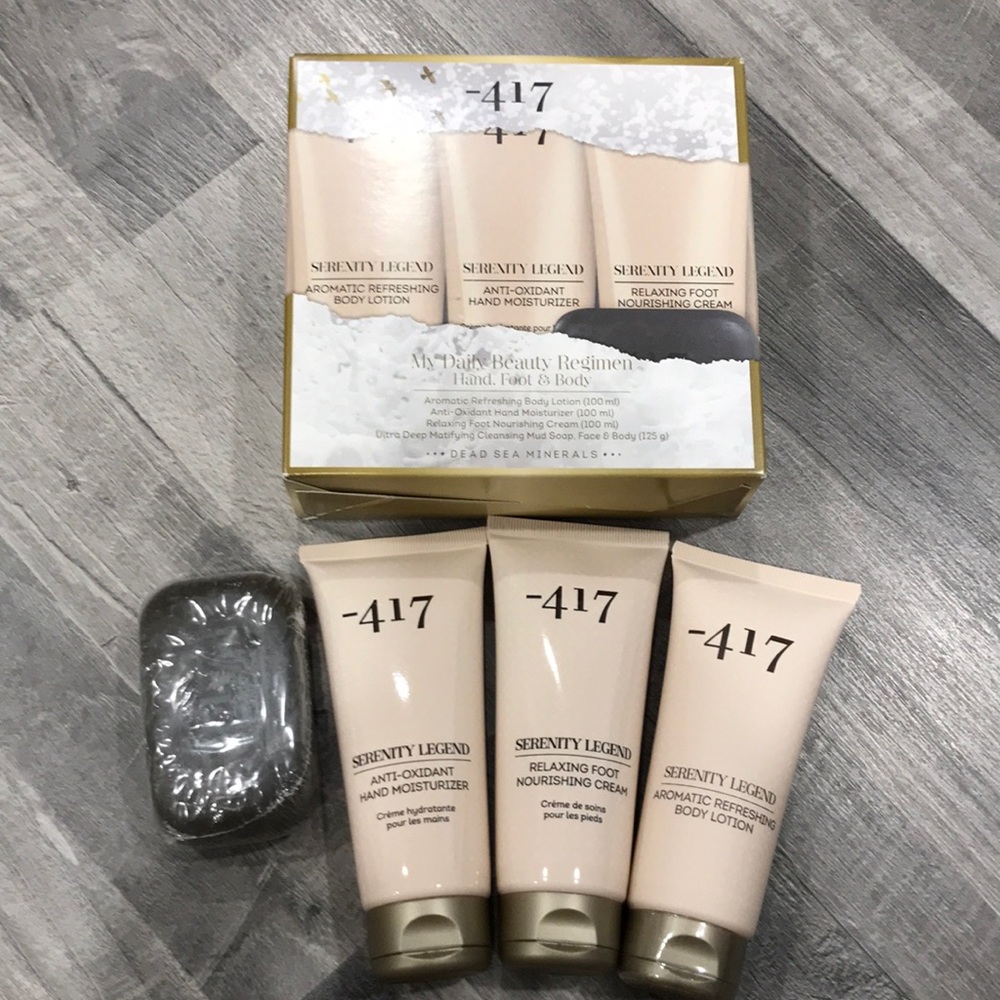 -417
417
SERENITY LEGEND
AROMATIC REFRESHING
BODY LOTION
SERENITY LEGEND
ANTI-OXIDANT
HAND MOISTURIZER
SERENITY LEGEND
RELAXING FOOT
NOURISHING CREAM
My Daily Beauty Regimen
Hand, Foot & Body
Aromatic Refreshing Body Lotion (100 ml)
Anti-Oxidant Hand Moisturizer (100 ml)
Relaxing Foot Nourishing Cream (100 ml)
Ultra Deep Matifying Cleansing Mud Soap, Face & Body (125 g)
••• DEAD SEA MINERALS •••
-417
SERENITY LEGEND
ANTI-OXIDANT
HAND MOISTURIZER
Crème hydratante
pour les mains
-417
SERENITY LEGEND
RELAXING FOOT
NOURISHING CREAM
Crème de soins
pour les pieds
-417
SERENITY LEGEND
AROMATIC REFRESHING
BODY LOTION